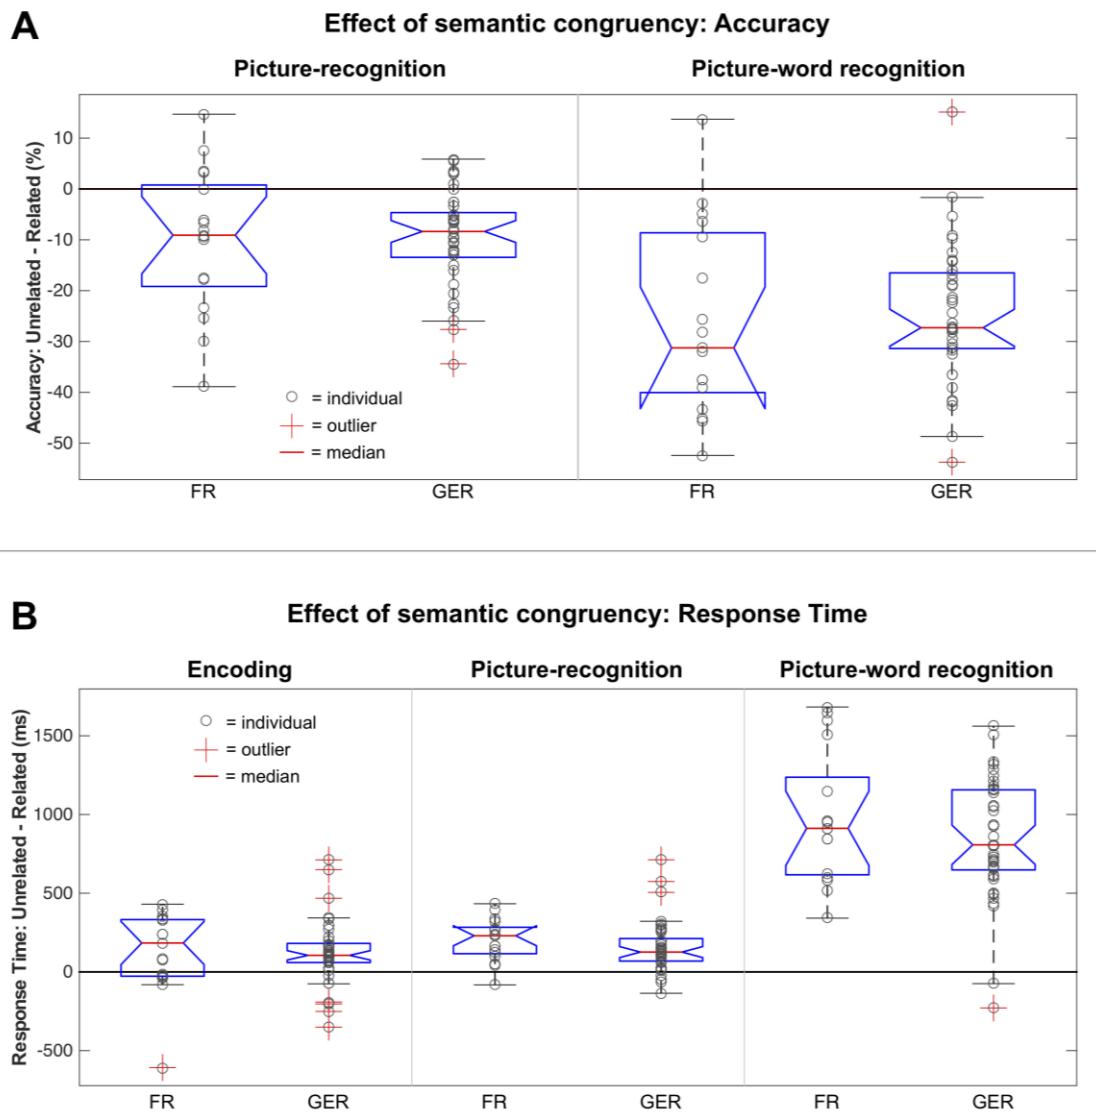 A
Effect of semantic congruency: Accuracy
Picture-recognition
Picture-word recognition
Accuracy: Unrelated - Related (%)
10
0
-10
-20
-30
-40
-50
= individual
= outlier
= median
FR
GER
FR
GER
B
Effect of semantic congruency: Response Time
Encoding
Picture-recognition
Picture-word recognition
Response Time: Unrelated - Related (ms)
1500
1000
500
0
-500
= individual
= outlier
= median
FR
GER
FR
GER
FR
GER